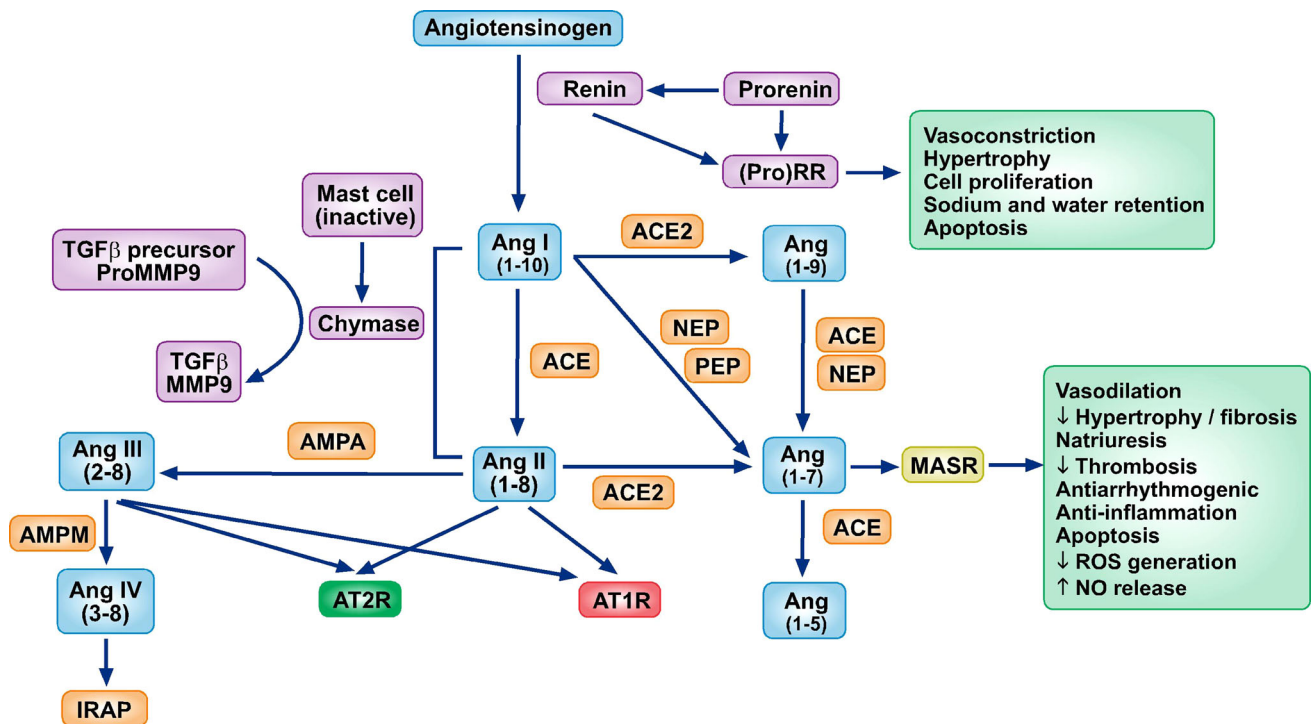 Angiotensinogen
Renin
Prorenin
(Pro)RR
Vasoconstriction
Hypertrophy
Cell proliferation
Sodium and water retention
Apoptosis
Mast cell
(inactive)
TGFβ precursor
ProMMP9
Chymase
TGFβ
MMP9
Ang I
(1-10)
ACE2
Ang
(1-9)
NEP
PEP
ACE
ACE
NEP
AMPA
Ang III
(2-8)
Ang II
(1-8)
ACE2
Ang
(1-7)
MASR
Vasodilation
↓ Hypertrophy / fibrosis
Natriuresis
↓ Thrombosis
Antiarrhythmogenic
Anti-inflammation
Apoptosis
↓ ROS generation
↑ NO release
AMPM
ACE
Ang IV
(3-8)
AT2R
AT1R
Ang
(1-5)
IRAP